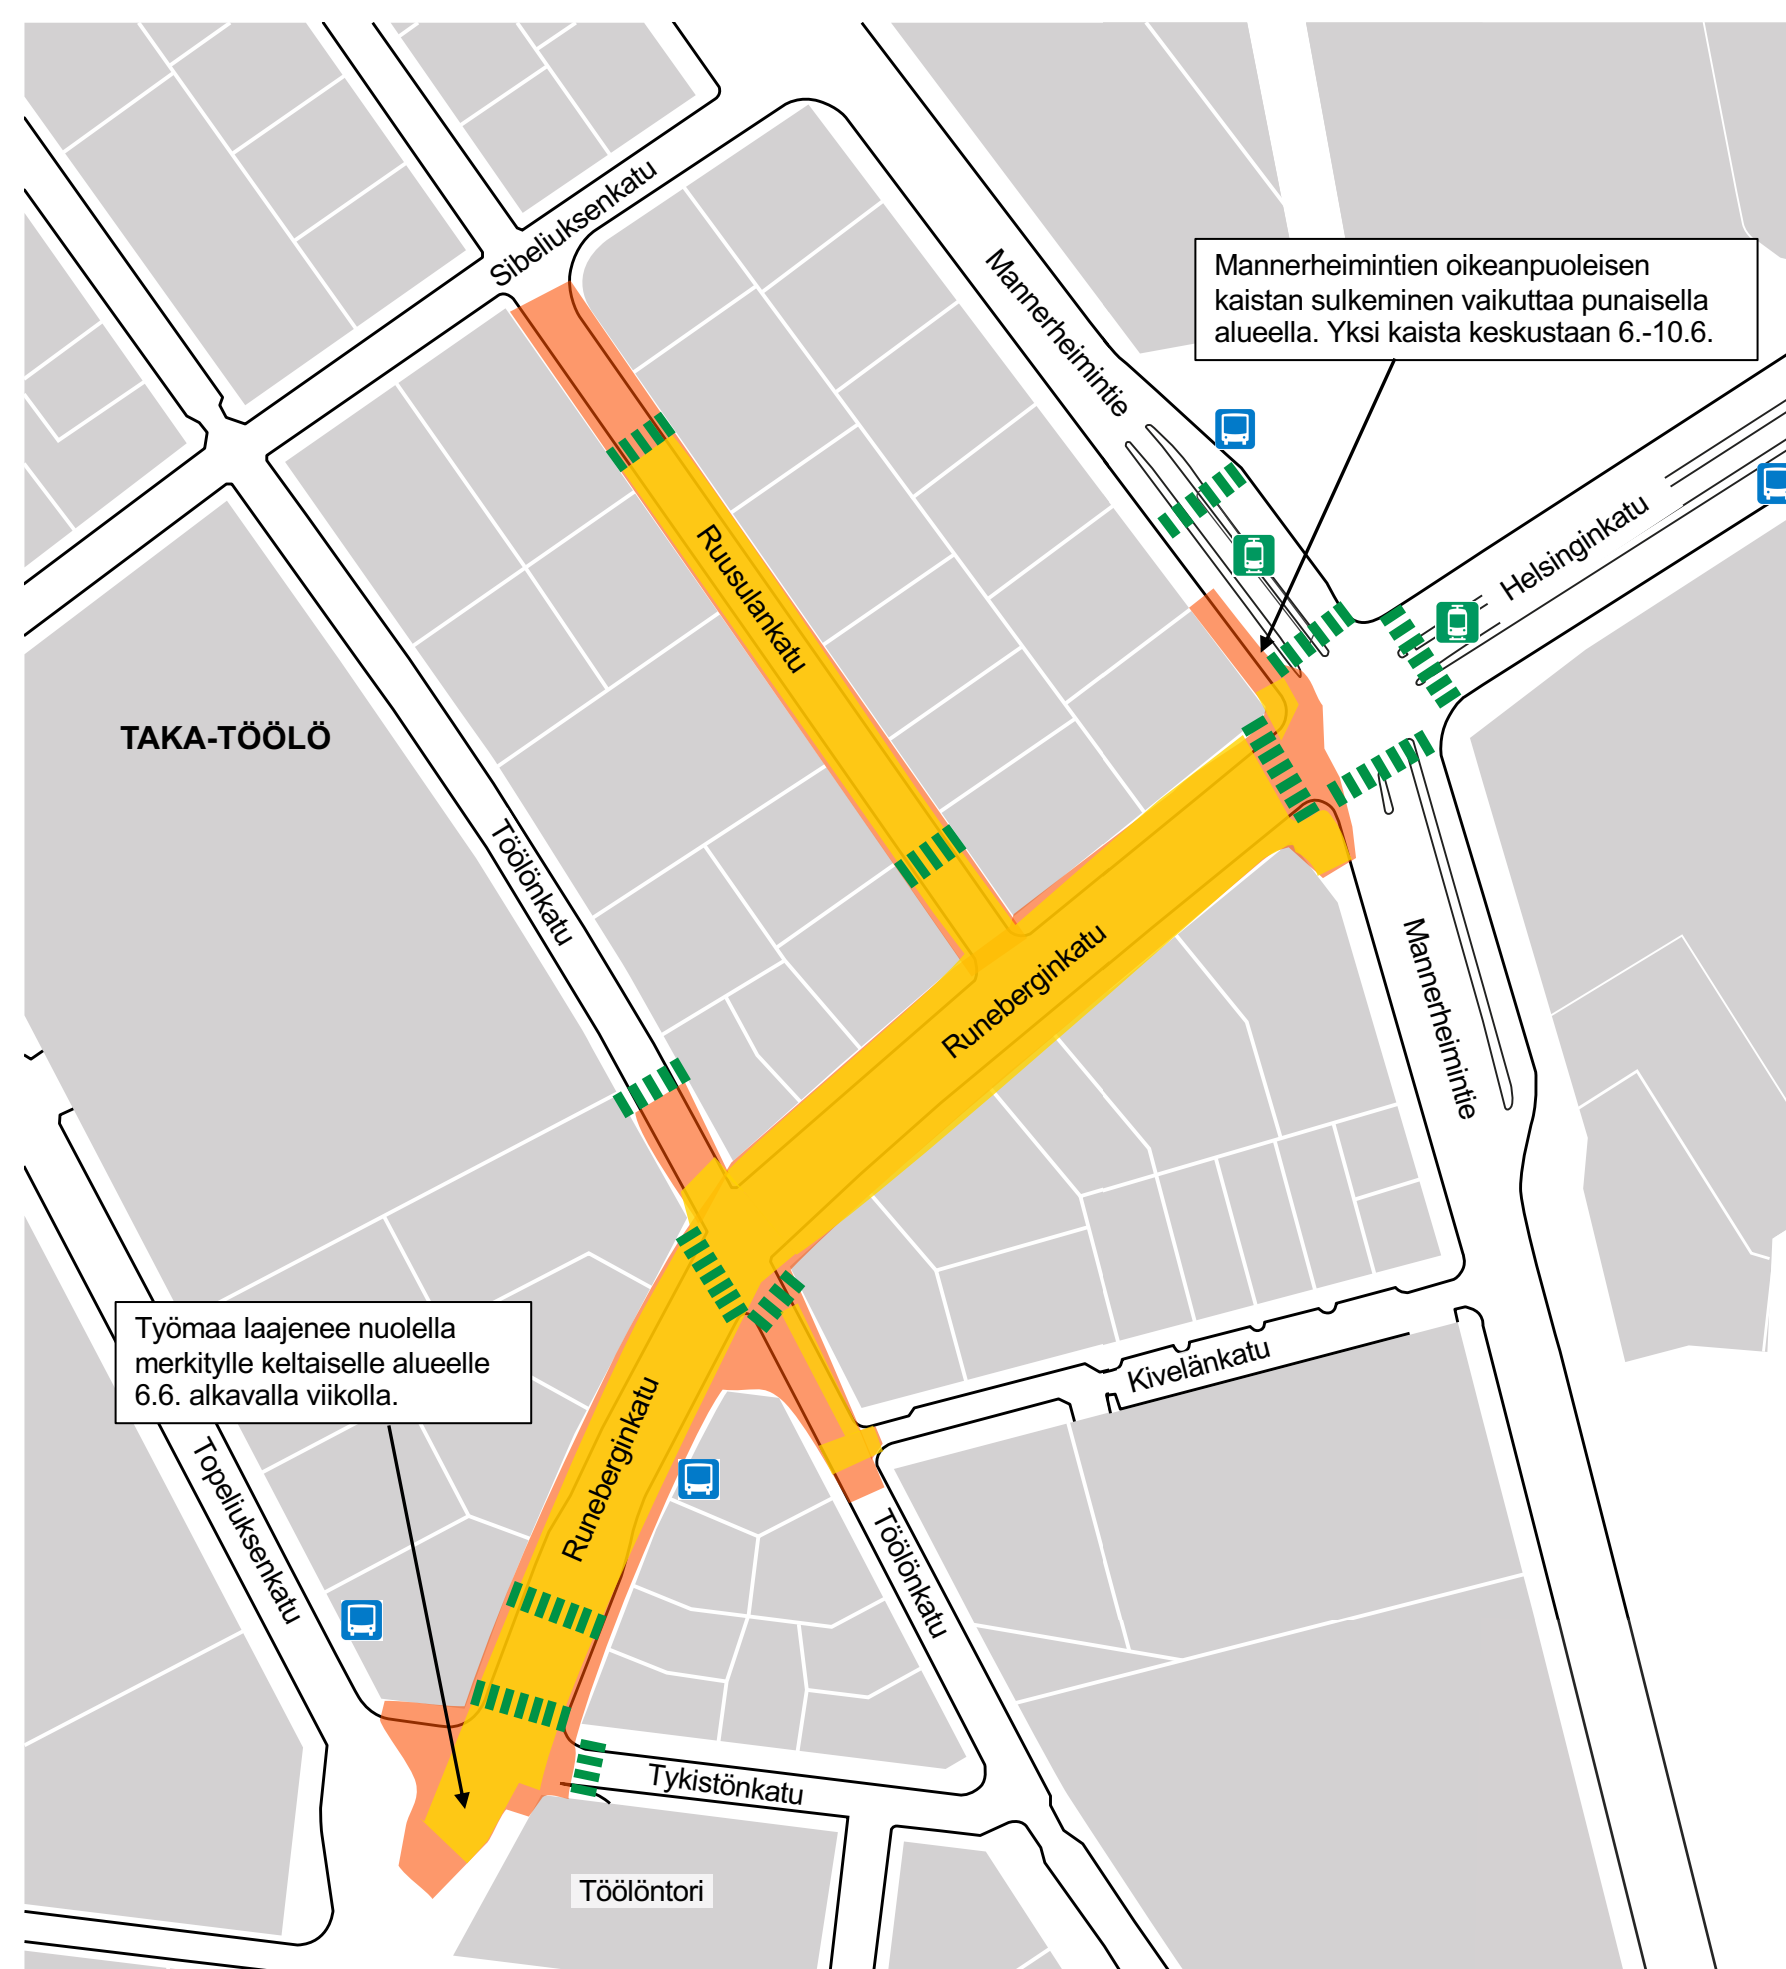 Sibeliuksenkatu
Mannerheimintie
Mannerheimintien oikeanpuoleisen
kaistan sulkeminen vaikuttaa punaisella
alueella. Yksi kaista keskustaan 6.-10.6.
Helsinginkatu
Ruusulankatu
TAKA-TÖÖLÖ
Töölönkatu
Runeberginkatu
Mannerheimintie
Työmaa laajenee nuolella
merkitylle keltaiselle alueelle
6.6. alkavalla viikolla.
Kivelänkatu
Runeberginkatu
Topeliuksenkatu
Töölönkatu
Tykistönkatu
Töölöntori